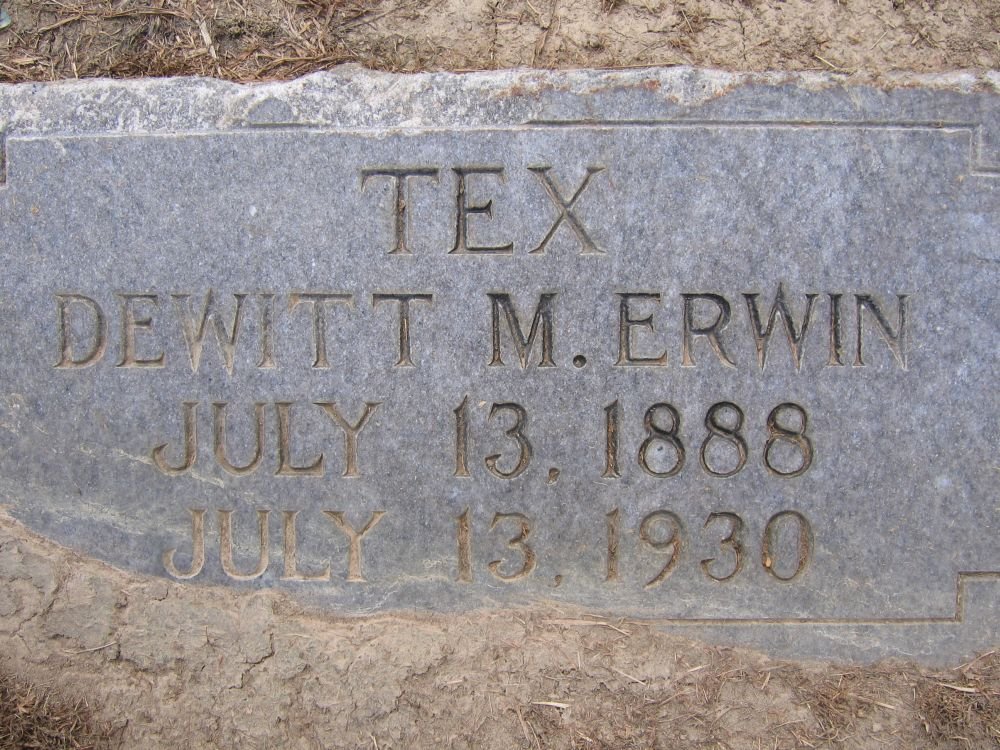 TEX
DEWITT M. ERWIN
JULY 13, 1888
JULY 13, 1930